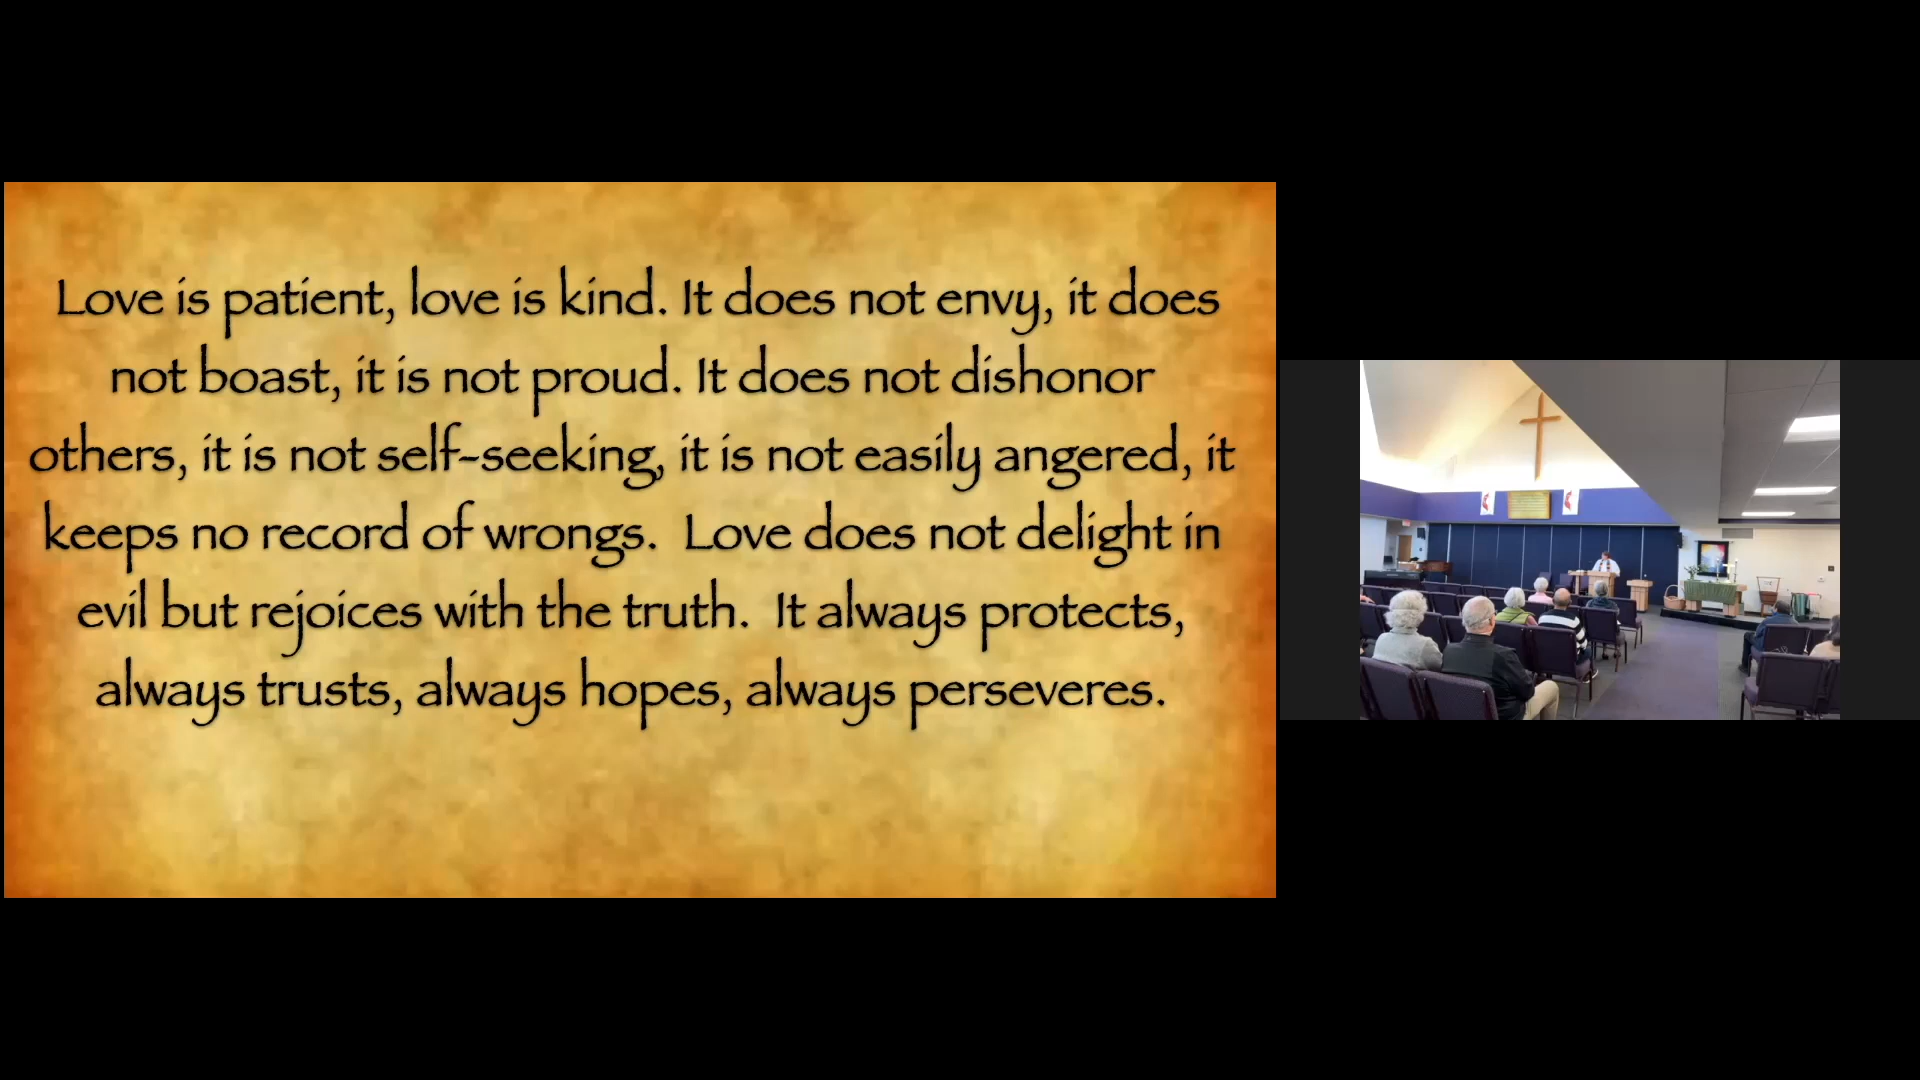 Love is patient, love is kind. It does not envy, it does
not boast, it is not proud. It does not dishonor
others, it is not self-seeking, it is not easily angered, it
keeps no record of wrongs.  Love does not delight in
evil but rejoices with the truth.  It always protects,
always trusts, always hopes, always perseveres.